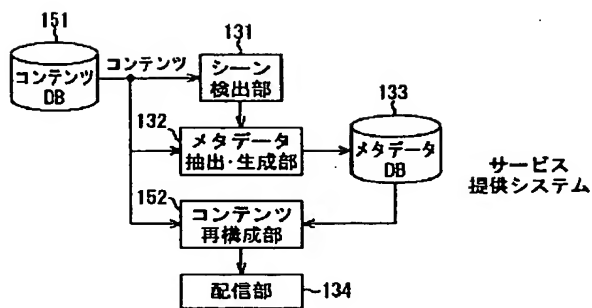 151
コンテンツ
DB
コンテンツ
131
シーン
検出部
132
メタデータ
抽出・生成部
133
メタデータ
DB
サービス
提供システム
152
コンテンツ
再構成部
配信部
134